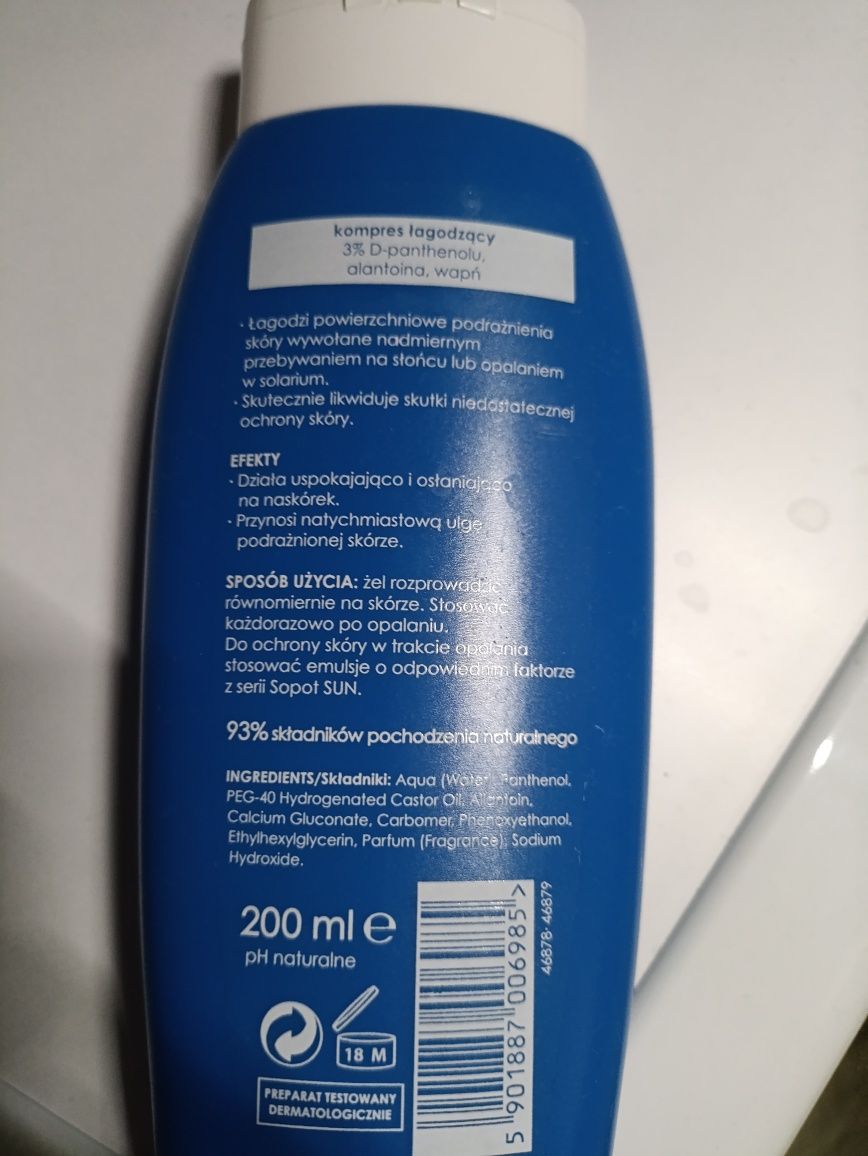 kompres łagodzący
3% D-panthenolu,
alantoina, wapń
· Łagodzi powierzchniowe podrażnienia
skóry wywołane nadmiernym
przebywaniem na słońcu lub opalaniem
w solarium.
· Skutecznie likwiduje skutki niedostatecznej
ochrony skóry.
EFEKTY
· Działa uspokajająco i osłaniająco
na naskórek.
· Przynosi natychmiastową ulgę
podrażnionej skórze.
SPOSÓB UŻYCIA: żel rozprowadzić
równomiernie na skórze. Stosować
każdorazowo po opalaniu.
Do ochrony skóry w trakcie opalania
stosować emulsje o odpowiednim faktorze
z serii Sopot SUN.
93% składników pochodzenia naturalnego
INGREDIENTS/Składniki: Aqua (Water), Panthenol,
PEG-40 Hydrogenated Castor Oil, Allantoin,
Calcium Gluconate, Carbomer, Phenoxyethanol,
Ethylhexylglycerin, Parfum (Fragrance), Sodium
Hydroxide.
200 ml e
pH naturalne
18 M
PREPARAT TESTOWANY
DERMATOLOGICZNIE
5 901887 006985 >
46878· 46879